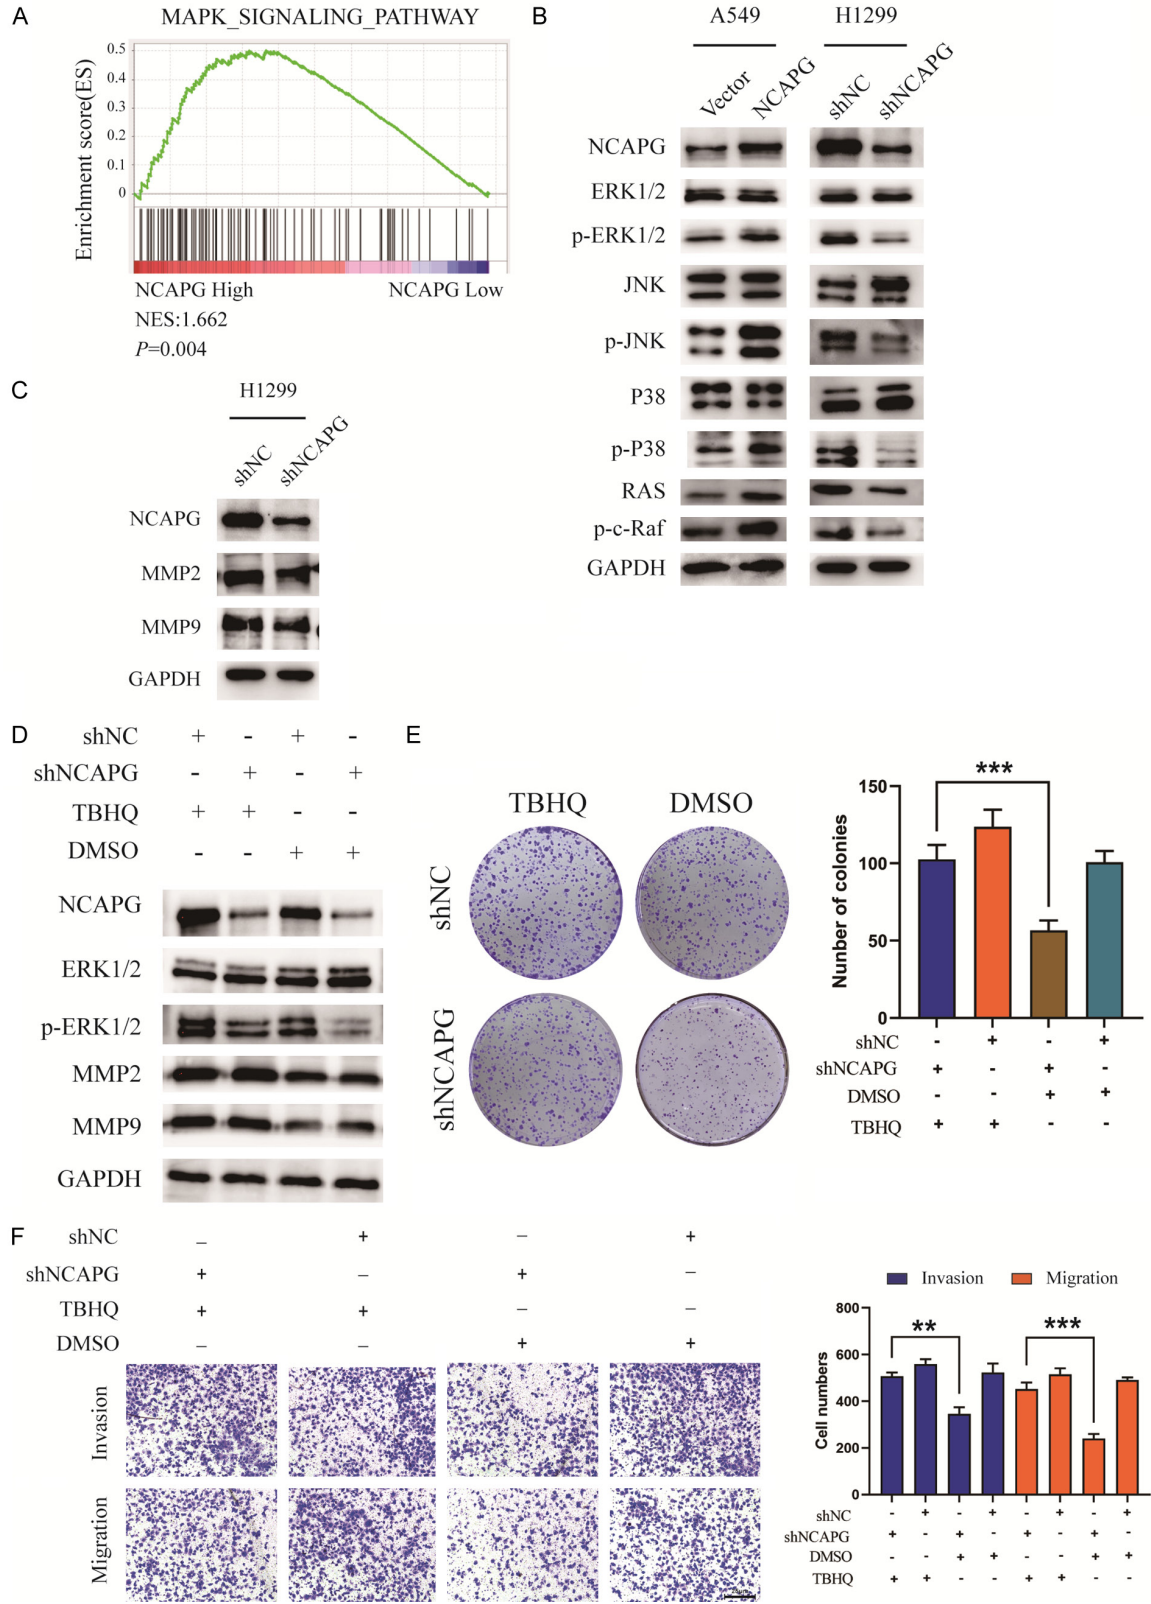 A
MAPK_SIGNALING_PATHWAY
Enrichment score(ES)
0.5
0.4
0.3
0.2
0.1
0
NCAPG High NCAPG Low
NES:1.662
P=0.004
B
A549 H1299
Vector NCAPG shNC shNCAPG
NCAPG
ERK1/2
p-ERK1/2
JNK
p-JNK
P38
p-P38
RAS
p-c-Raf
GAPDH
C
H1299
shNC shNCAPG
NCAPG
MMP2
MMP9
GAPDH
D
shNC + - + -
shNCAPG - + - +
TBHQ + + - -
DMSO - - + +
NCAPG
ERK1/2
p-ERK1/2
MMP2
MMP9
GAPDH
E
TBHQ DMSO
shNC
shNCAPG
Number of colonies
150
100
50
0
***
shNC - + - +
shNCAPG + - + -
DMSO - - + +
TBHQ + + - -
F
shNC – + – +
shNCAPG + – + –
TBHQ + + – –
DMSO – – + +
Invasion
Migration
Invasion Migration
Cell numbers
800
600
400
200
0
** ***
shNC - + - + - + - +
shNCAPG + - + - + - + -
DMSO - - + + - - + +
TBHQ + + - - + + - -